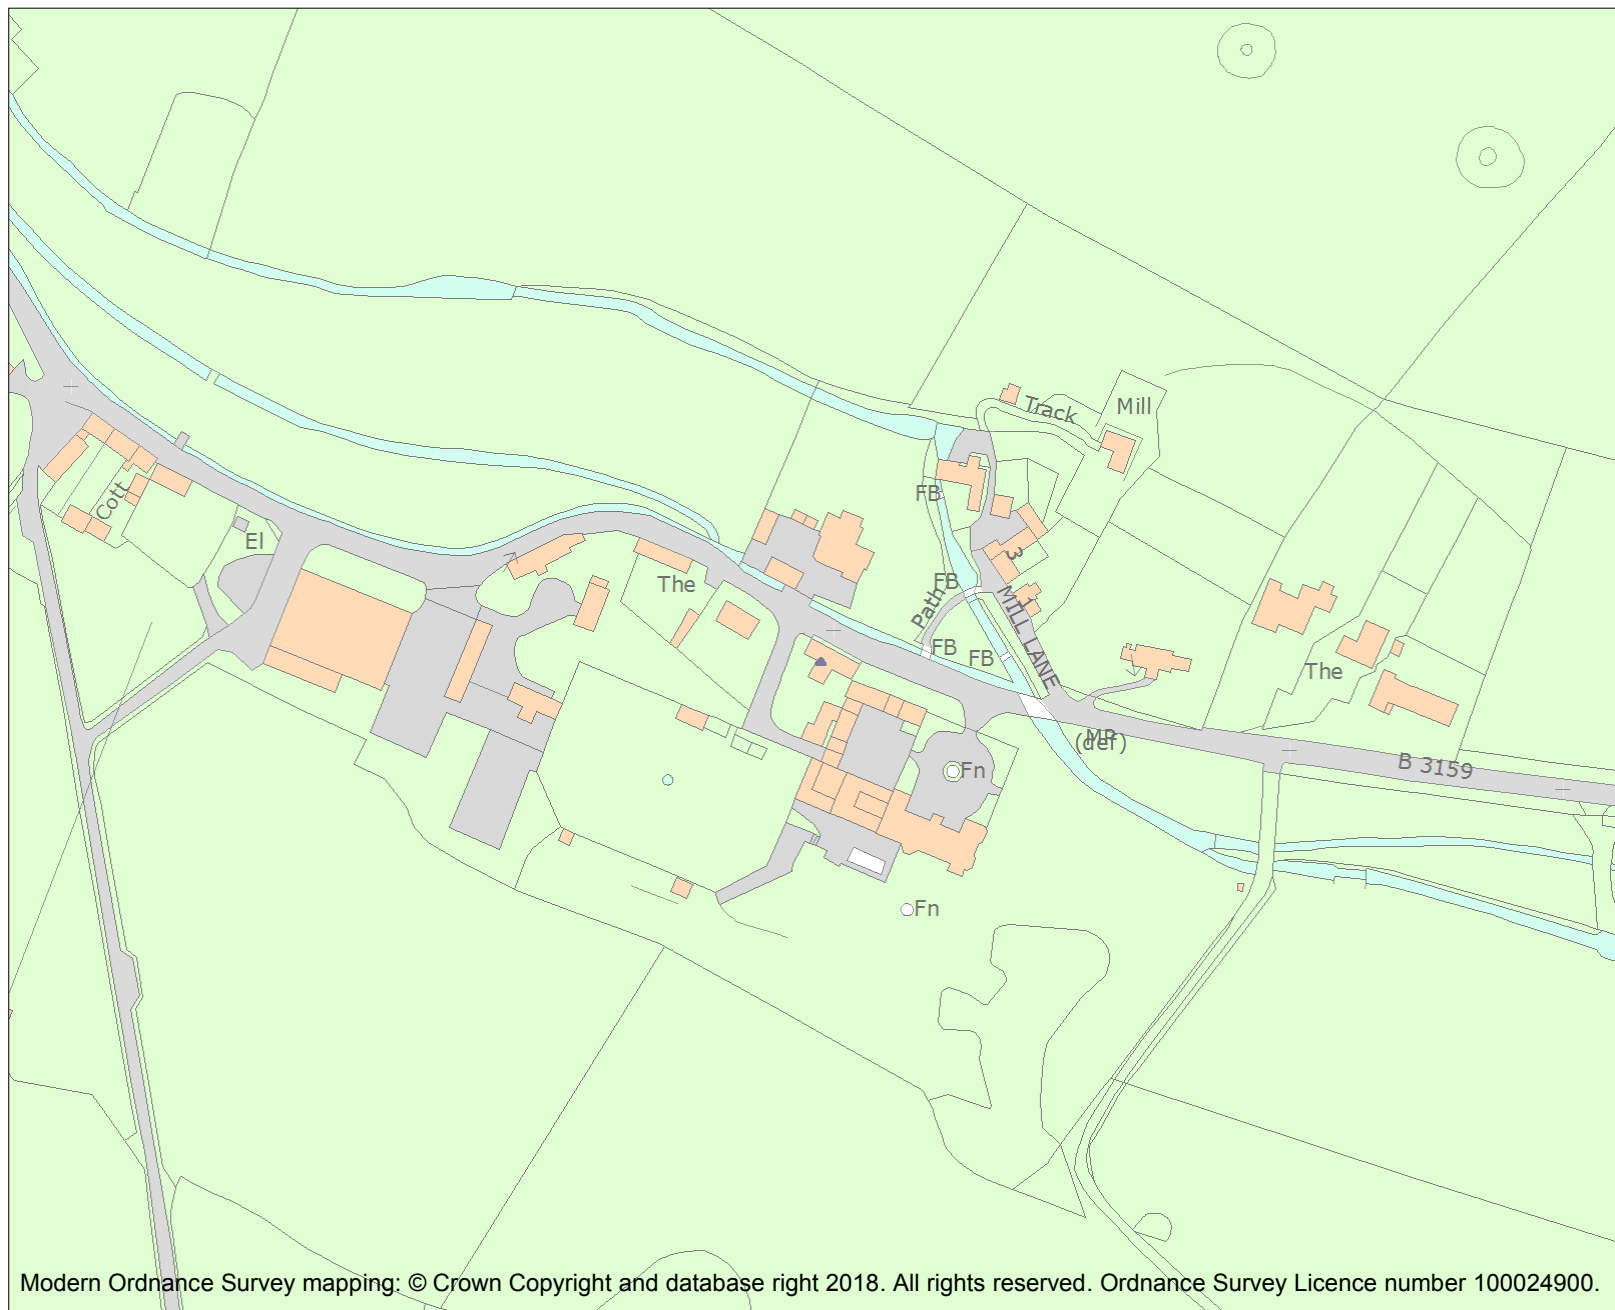 Track
Mill
FB
Cott
El
3
FB
The
1
Path
MILL LANE
FB
FB
The
MP
(def)
B 3159
Fn
Fn
Modern Ordnance Survey mapping: © Crown Copyright and database right 2018. All rights reserved. Ordnance Survey Licence number 100024900.